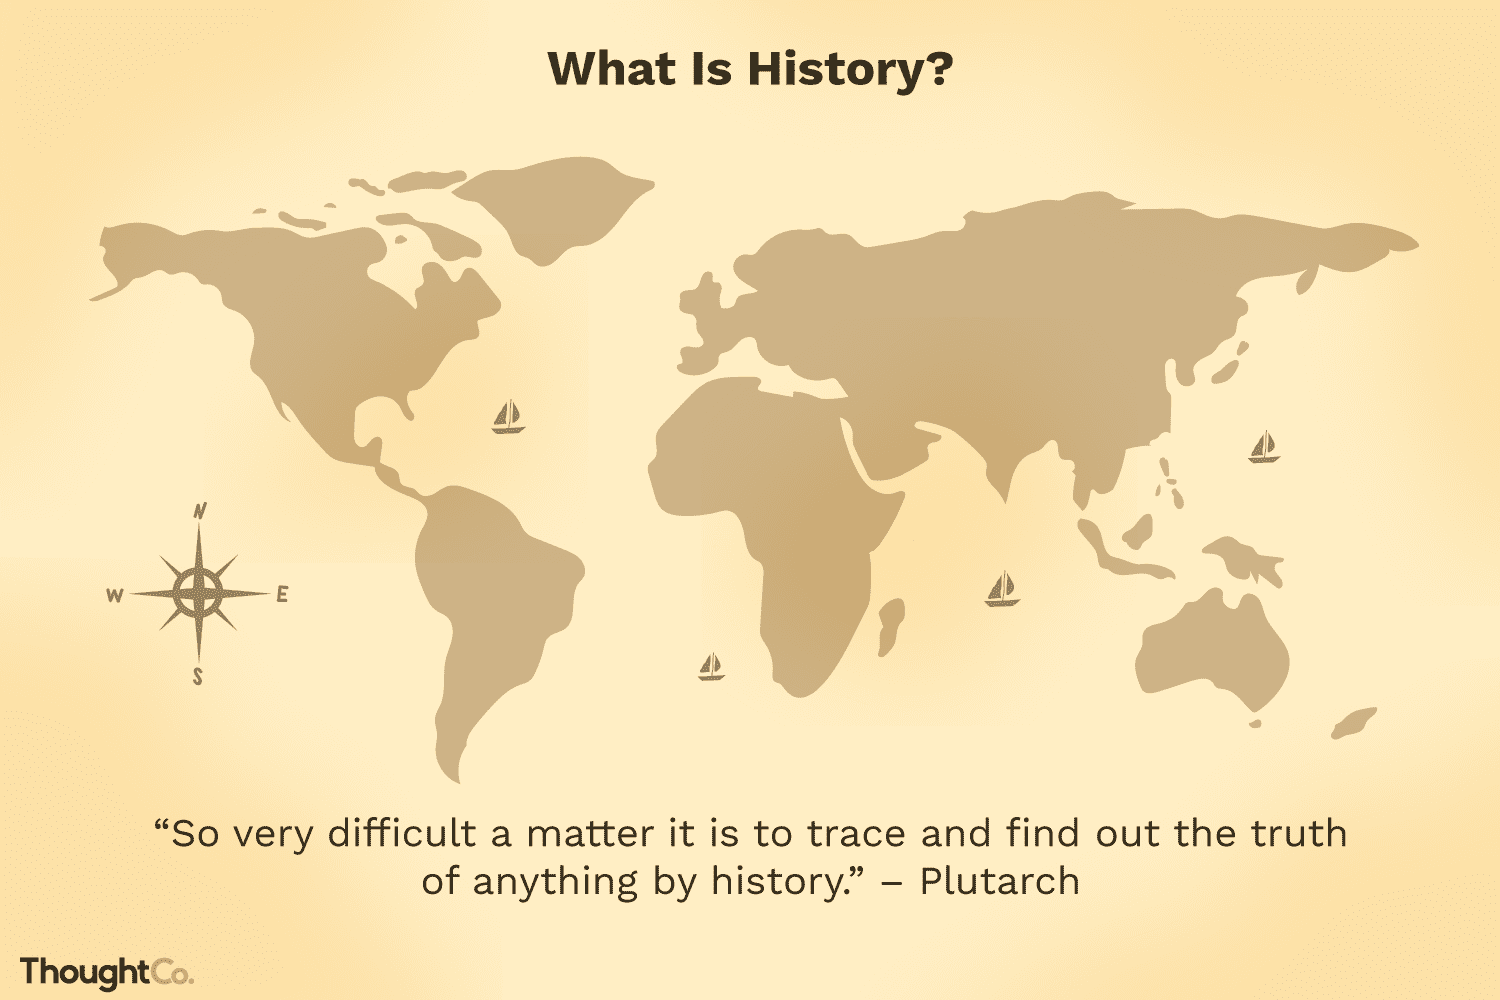 What Is History?
N
W E
S
“So very difficult a matter it is to trace and find out the truth
of anything by history.” – Plutarch
ThoughtCo.